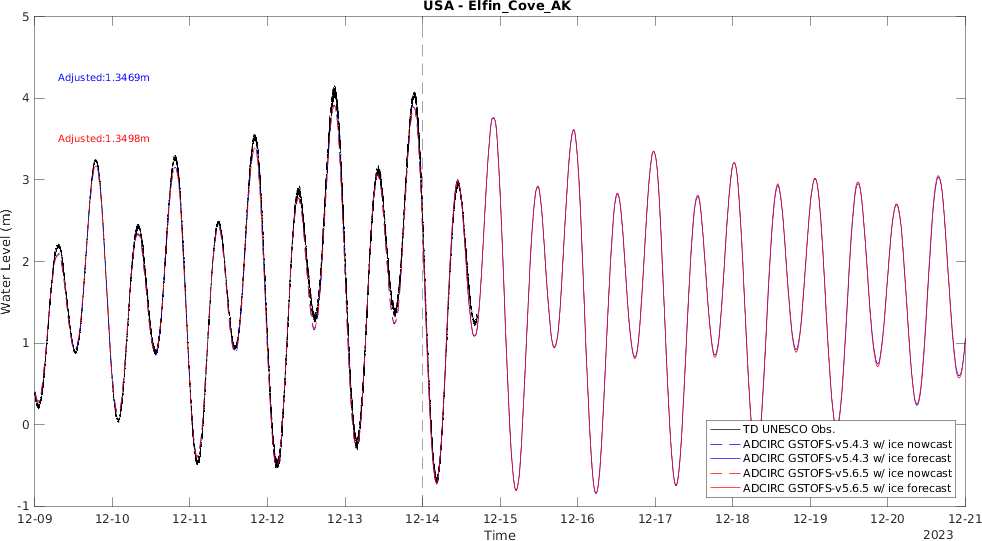 USA - Elfin_Cove_AK
5
4
3
2
1
0
-1
Water Level (m)
Adjusted:1.3469m
Adjusted:1.3498m
TD UNESCO Obs.
ADCIRC GSTOFS-v5.4.3 w/ ice nowcast
ADCIRC GSTOFS-v5.4.3 w/ ice forecast
ADCIRC GSTOFS-v5.6.5 w/ ice nowcast
ADCIRC GSTOFS-v5.6.5 w/ ice forecast
12-09 12-10 12-11 12-12 12-13 12-14 12-15 12-16 12-17 12-18 12-19 12-20 12-21
Time
2023